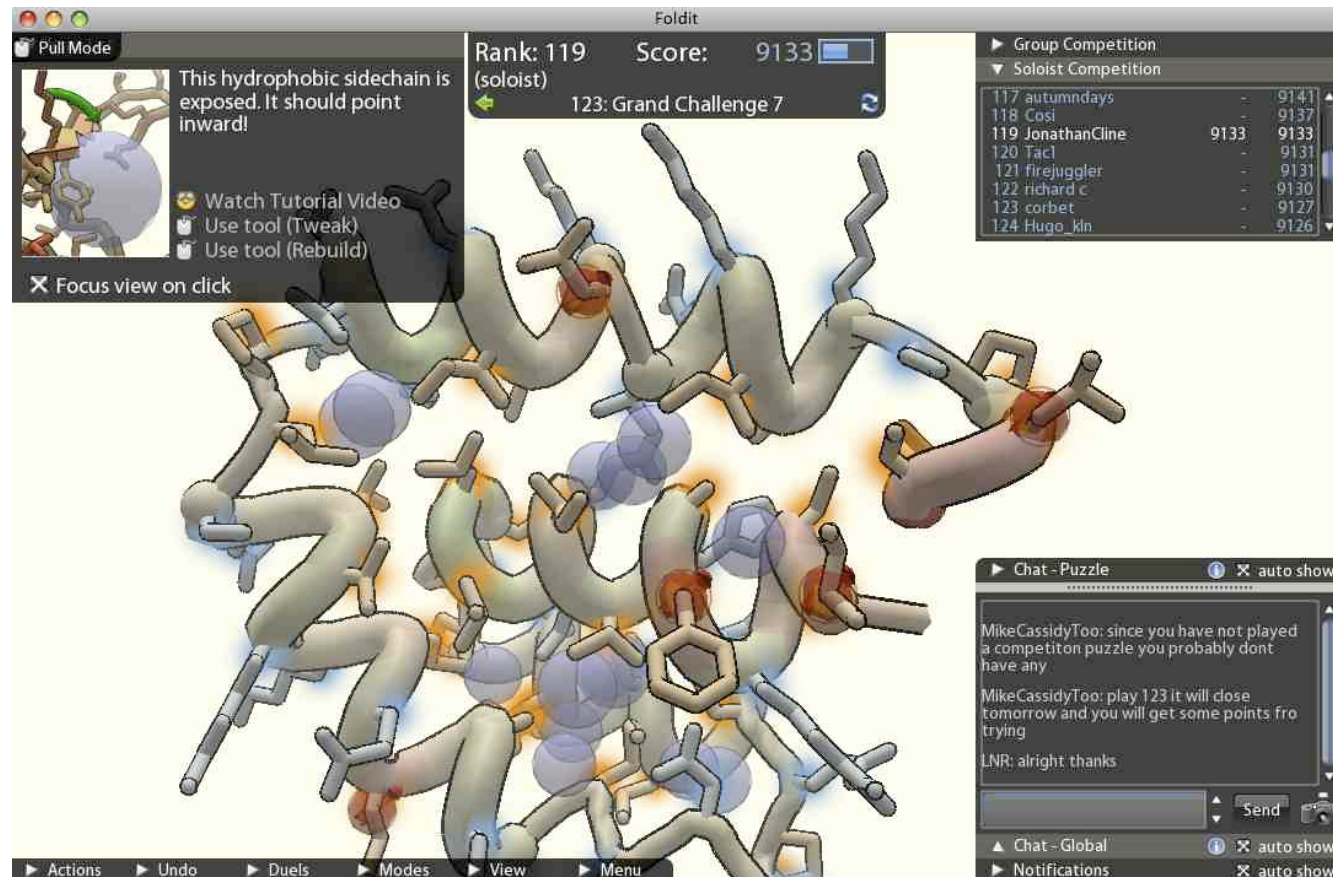 Foldit
Pull Mode
This hydrophobic sidechain is
exposed. It should point
inward!
Watch Tutorial Video
Use tool (Tweak)
Use tool (Rebuild)
Focus view on click
Rank: 119 Score: 9133
(soloist)
123: Grand Challenge 7
Group Competition
Soloist Competition
117 autumndays - 9141
118 Cosi - 9137
119 JonathanCline 9133 9133
120 Tac1 - 9131
121 firejuggler - 9131
122 richard c - 9130
123 corbet - 9127
124 Hugo_kln - 9126
Chat - Puzzle auto show
MikeCassidyToo: since you have not played
a competiton puzzle you probably dont
have any
MikeCassidyToo: play 123 it will close
tomorrow and you will get some points fro
trying
LNR: alright thanks
Send
Chat - Global auto show
Notifications auto show
Actions Undo Duels Modes View Menu